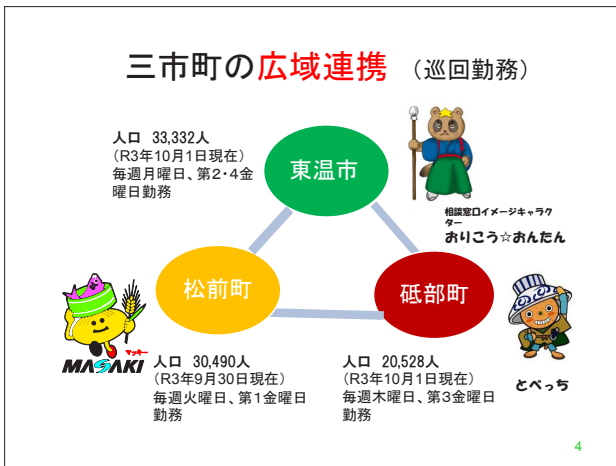 三市町の広域連携 (巡回勤務)
人口 33,332人
(R3年10月1日現在)
毎週月曜日、第2・4金
曜日勤務
東温市
相談窓口イメージキャラク
ター
おりこう☆おんたん
松前町
砥部町
マッキー
MASAKI
人口 30,490人
(R3年9月30日現在)
毎週火曜日、第1金曜日
勤務
人口 20,528人
(R3年10月1日現在)
毎週木曜日、第3金曜日
勤務
とべっち
4